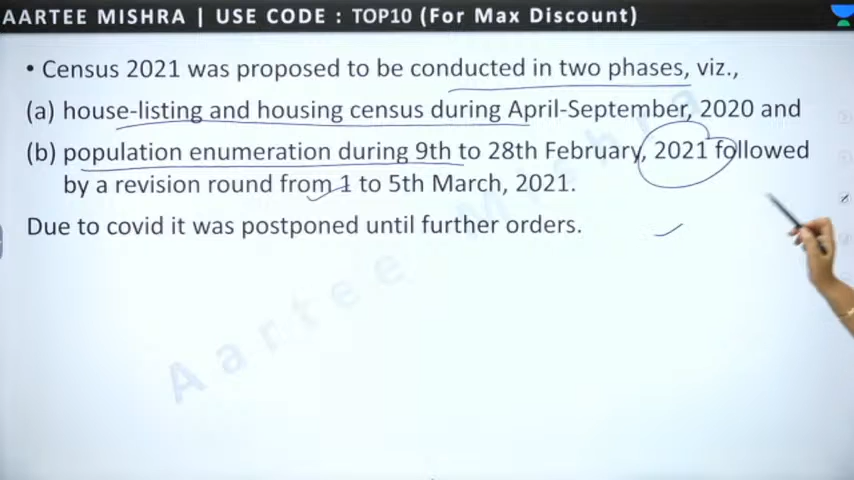 AARTEE MISHRA | USE CODE : TOP10 (For Max Discount)
• Census 2021 was proposed to be conducted in two phases, viz.,
(a) house-listing and housing census during April-September, 2020 and
(b) population enumeration during 9th to 28th February, 2021 followed
by a revision round from 1 to 5th March, 2021.
Due to covid it was postponed until further orders.
Aartee Mishra